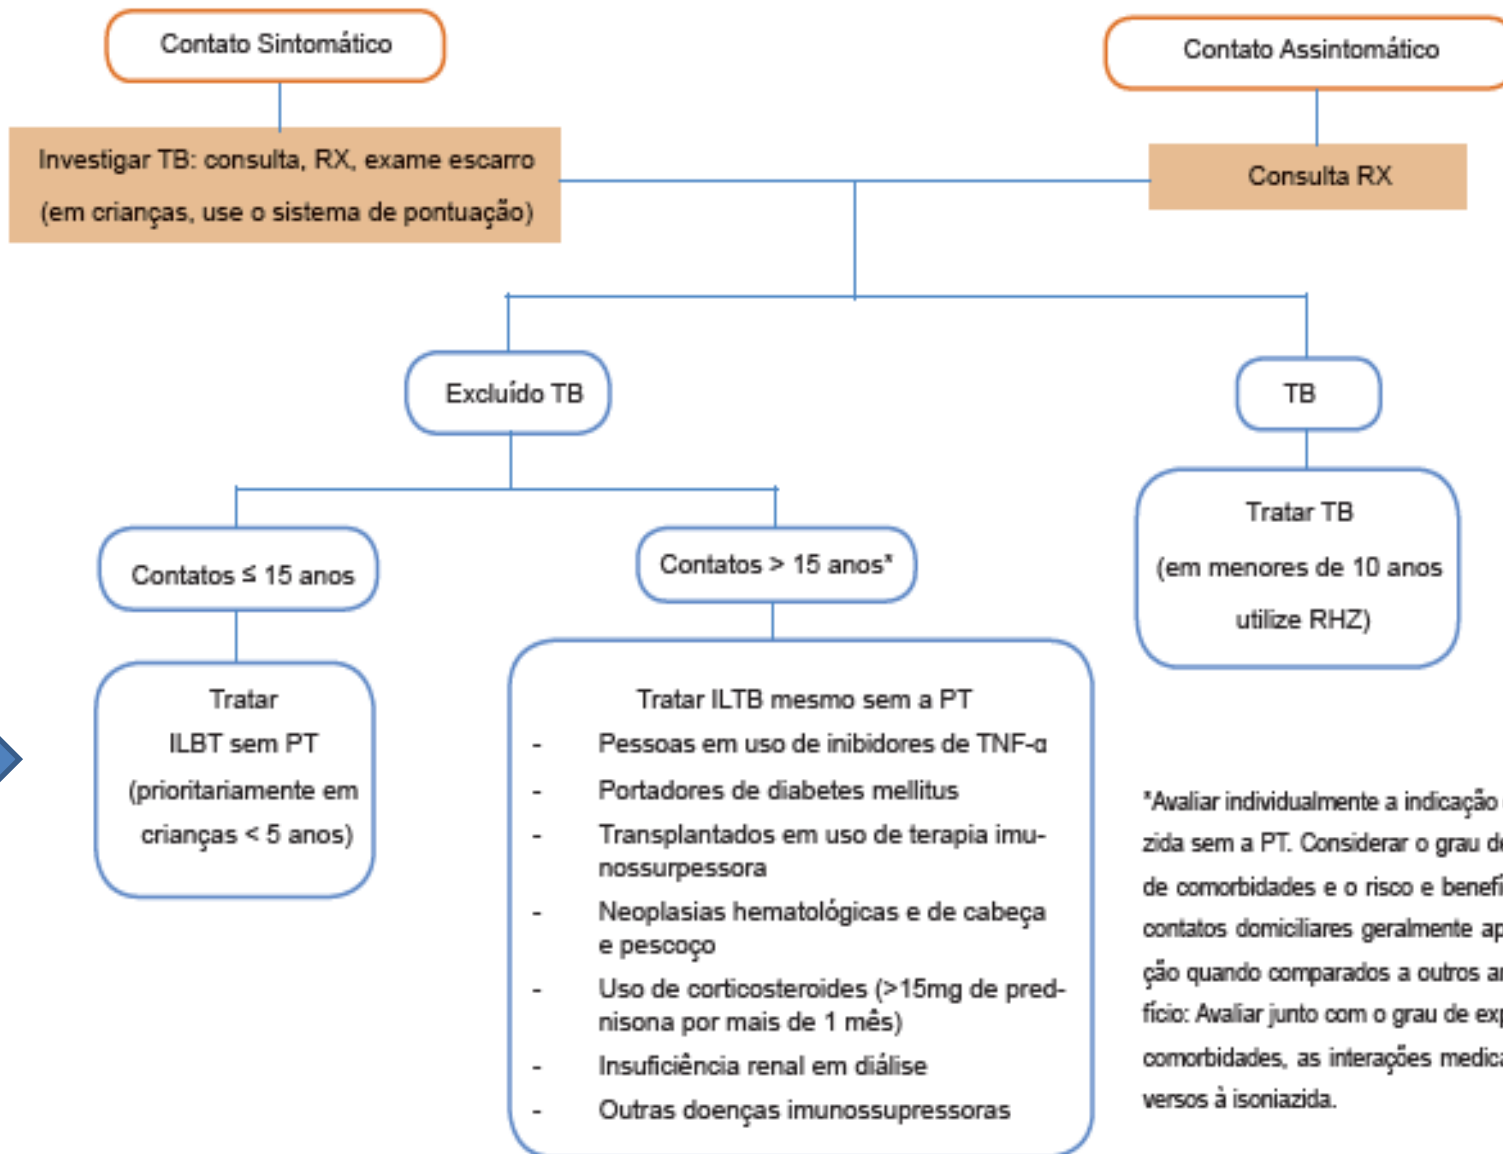 Contato Sintomático
Contato Assintomático
Investigar TB: consulta, RX, exame escarro
(em crianças, use o sistema de pontuação)
Consulta RX
Excluído TB
TB
Contatos ≤ 15 anos
Contatos > 15 anos*
Tratar TB
(em menores de 10 anos
utilize RHZ)
Tratar
ILBT sem PT
(prioritariamente em
crianças < 5 anos)
Tratar ILTB mesmo sem a PT
- Pessoas em uso de inibidores de TNF-α
- Portadores de diabetes mellitus
- Transplantados em uso de terapia imu-
nossurpessora
- Neoplasias hematológicas e de cabeça
e pescoço
- Uso de corticosteroides (>15mg de pred-
nisona por mais de 1 mês)
- Insuficiência renal em diálise
- Outras doenças imunossupressoras
*Avaliar individualmente a indicação
zida sem a PT. Considerar o grau de
de comorbidades e o risco e benefí
contatos domiciliares geralmente ap
ção quando comparados a outros
fício: Avaliar junto com o grau de exp
comorbidades, as interações medica
versos à isoniazida.